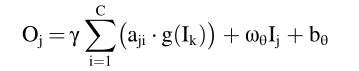 O_j = γ ∑_{i=1}^{C} (a_{ji} · g(I_k)) + ω_θ I_j + b_θ